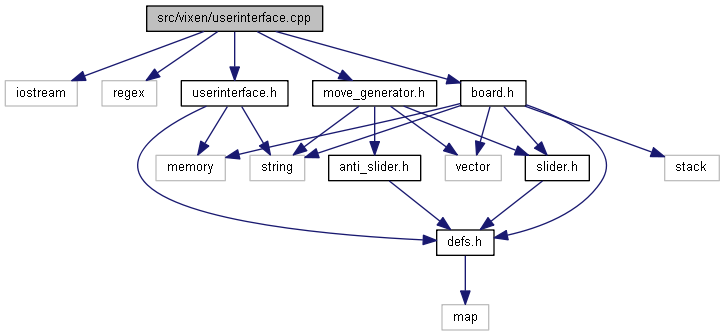 src/vixen/userinterface.cpp
iostream
regex
userinterface.h
move_generator.h
board.h
memory
string
anti_slider.h
vector
slider.h
stack
defs.h
map